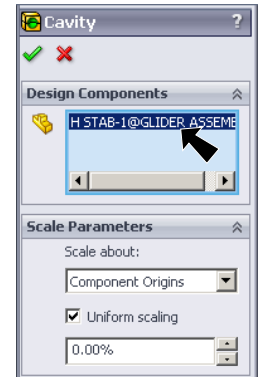 Cavity ?
Design Components
H STAB-1@GLIDER ASSEME
Scale Parameters
Scale about:
Component Origins
Uniform scaling
0.00%